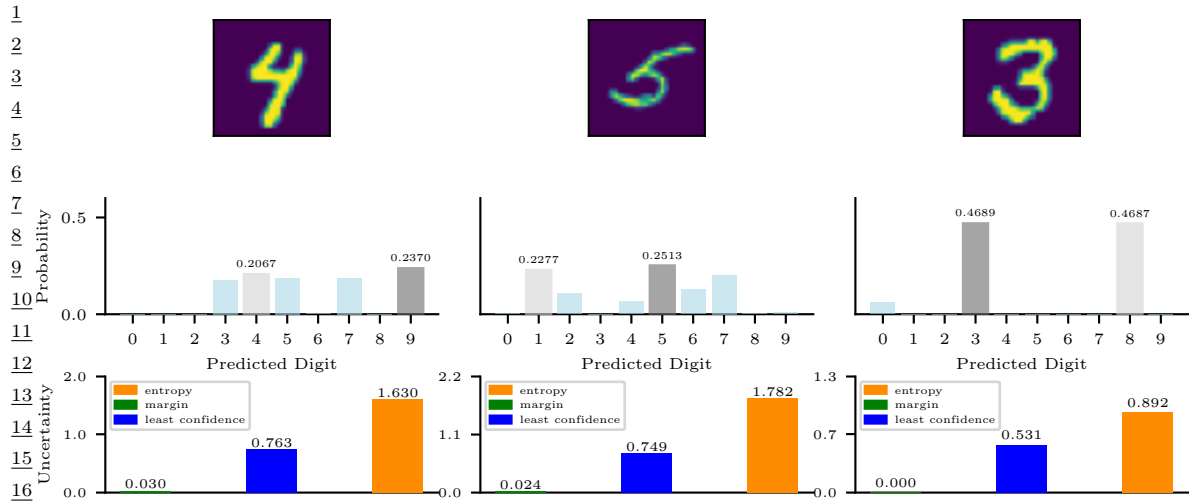 1
2
3
4
5
6
7
8
9
10
11
12
13
14
15
16
4
5
3
Probability
0.5
0.0
0.2067
0.2370
0 1 2 3 4 5 6 7 8 9
Predicted Digit
0.2277
0.2513
0 1 2 3 4 5 6 7 8 9
Predicted Digit
0.4689
0.4687
0 1 2 3 4 5 6 7 8 9
Predicted Digit
Uncertainty
2.0
1.0
0.0
entropy
margin
least confidence
0.030
0.763
1.630
2.2
1.1
0.0
entropy
margin
least confidence
0.024
0.749
1.782
1.3
0.7
0.0
entropy
margin
least confidence
0.000
0.531
0.892